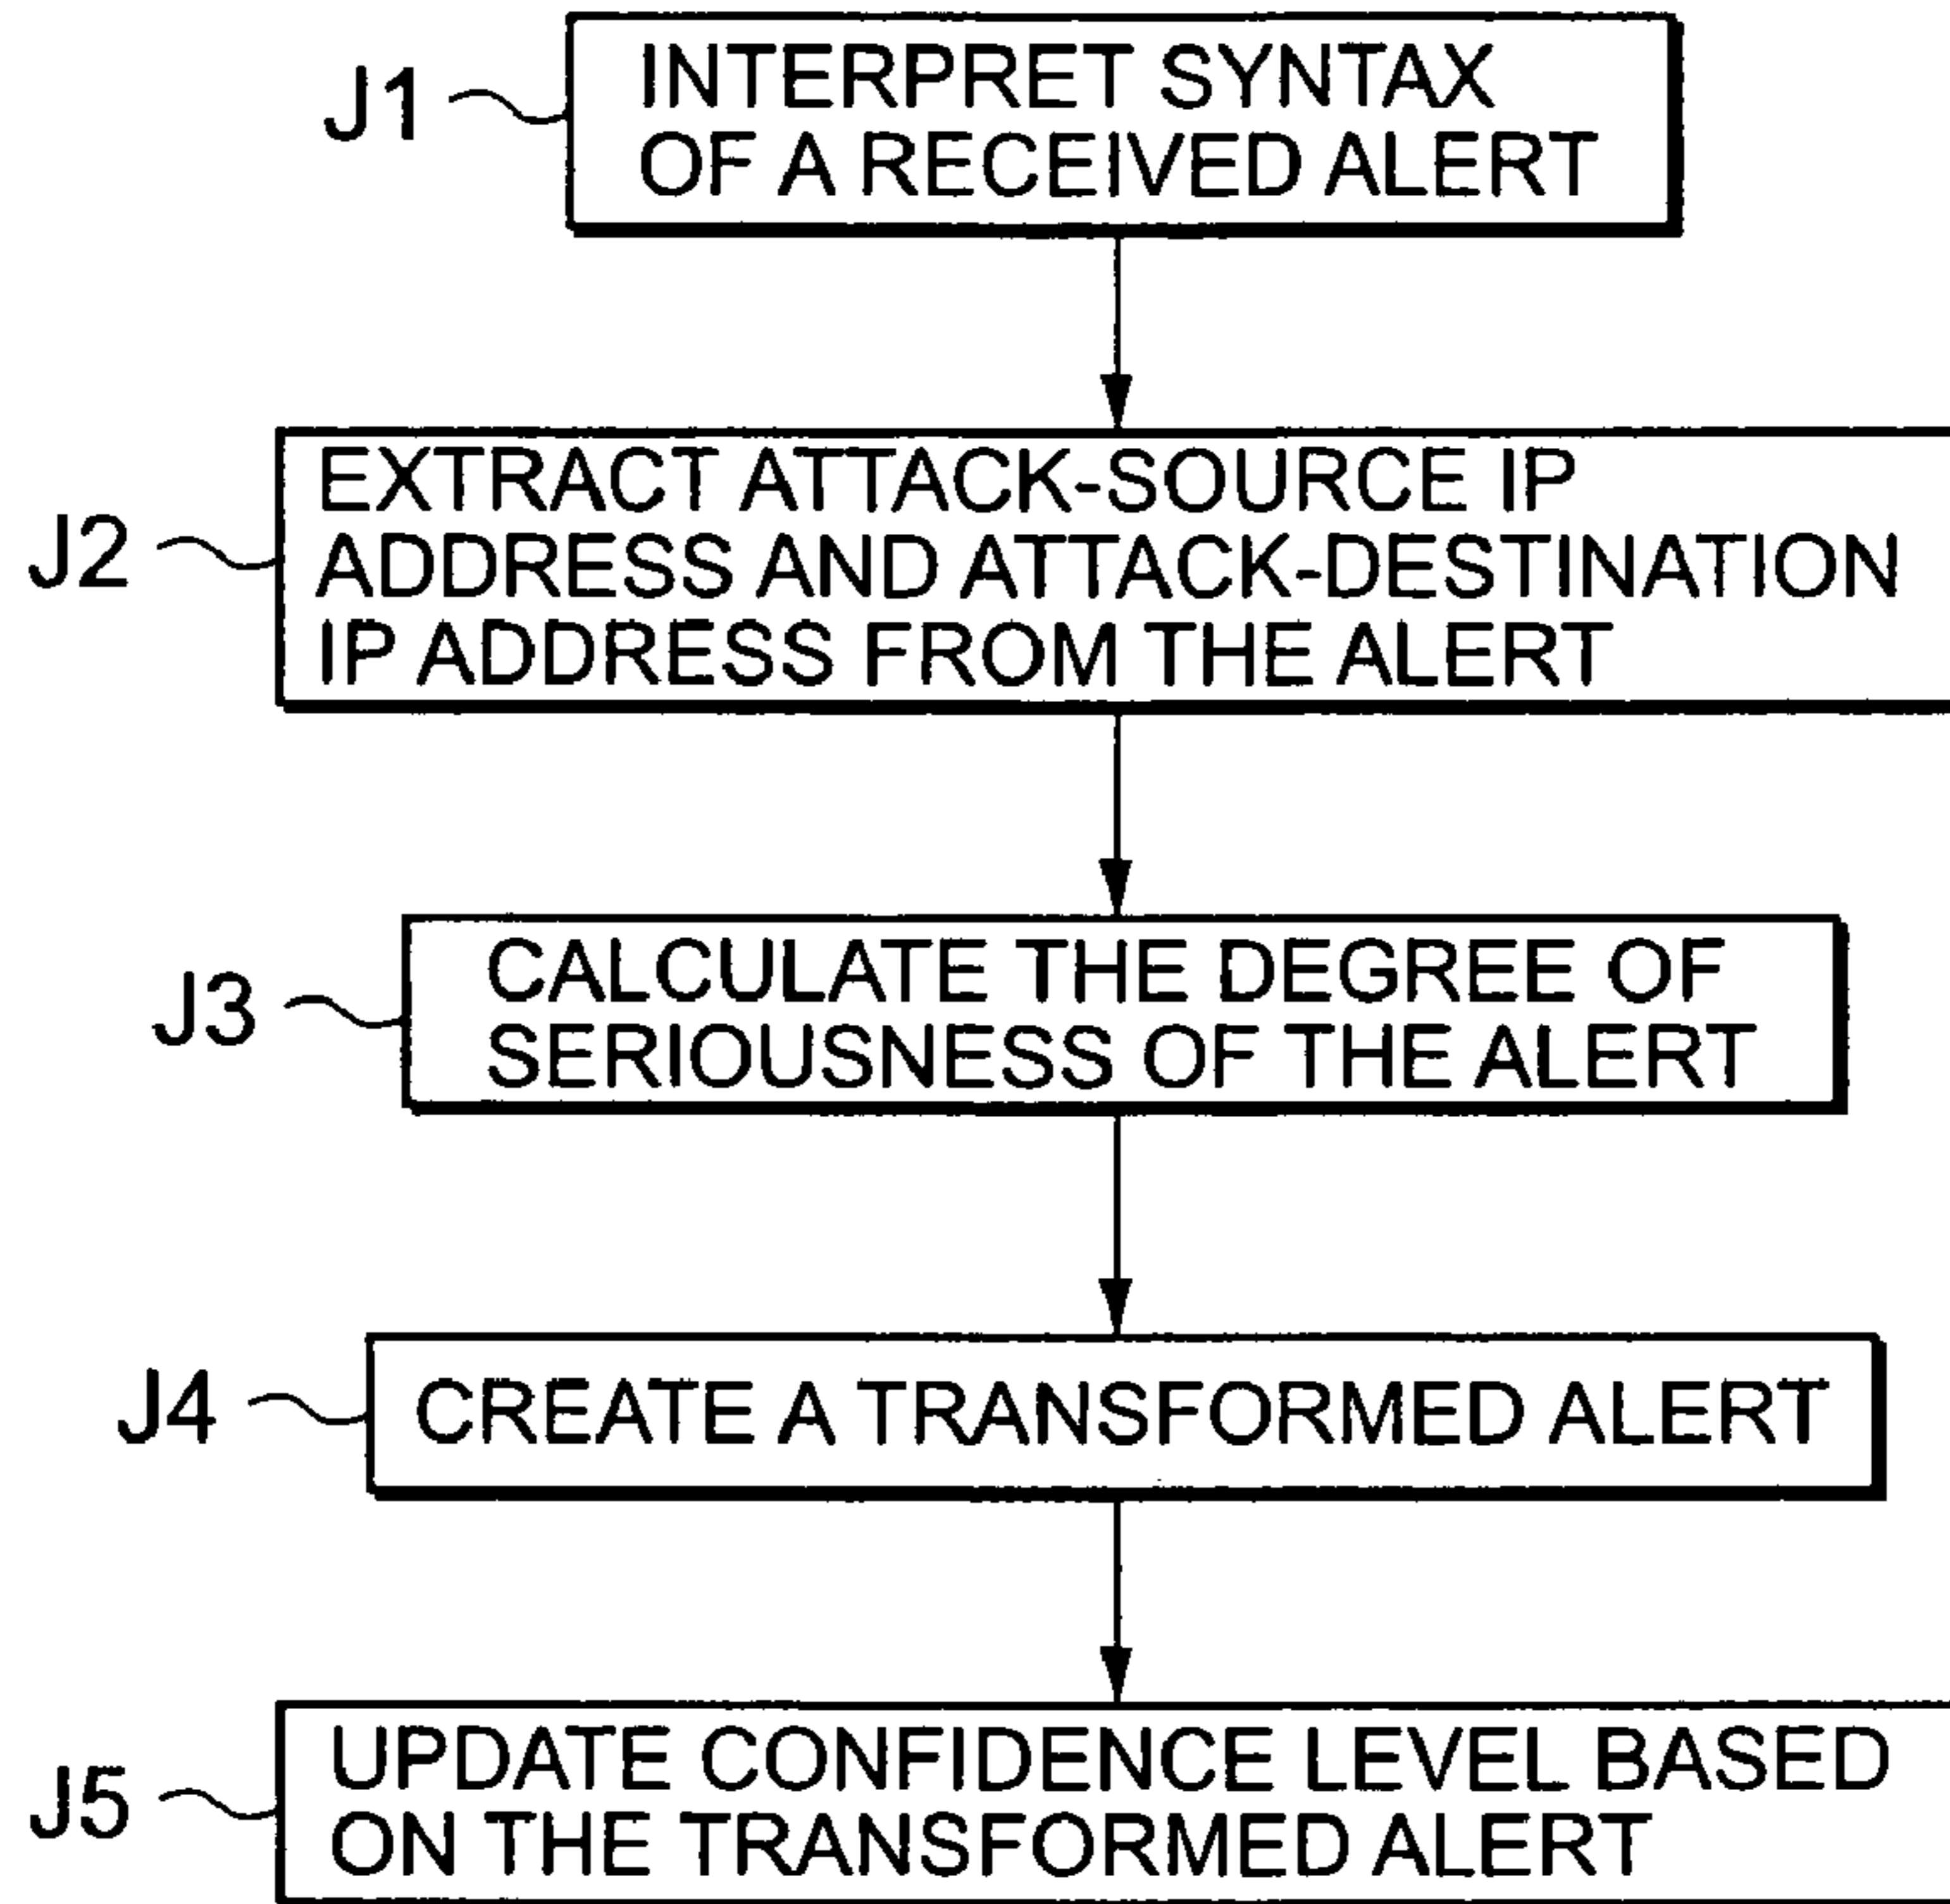 J1
INTERPRET SYNTAX
OF A RECEIVED ALERT
J2
EXTRACT ATTACK-SOURCE IP
ADDRESS AND ATTACK-DESTINATION
IP ADDRESS FROM THE ALERT
J3
CALCULATE THE DEGREE OF
SERIOUSNESS OF THE ALERT
J4
CREATE A TRANSFORMED ALERT
J5
UPDATE CONFIDENCE LEVEL BASED
ON THE TRANSFORMED ALERT